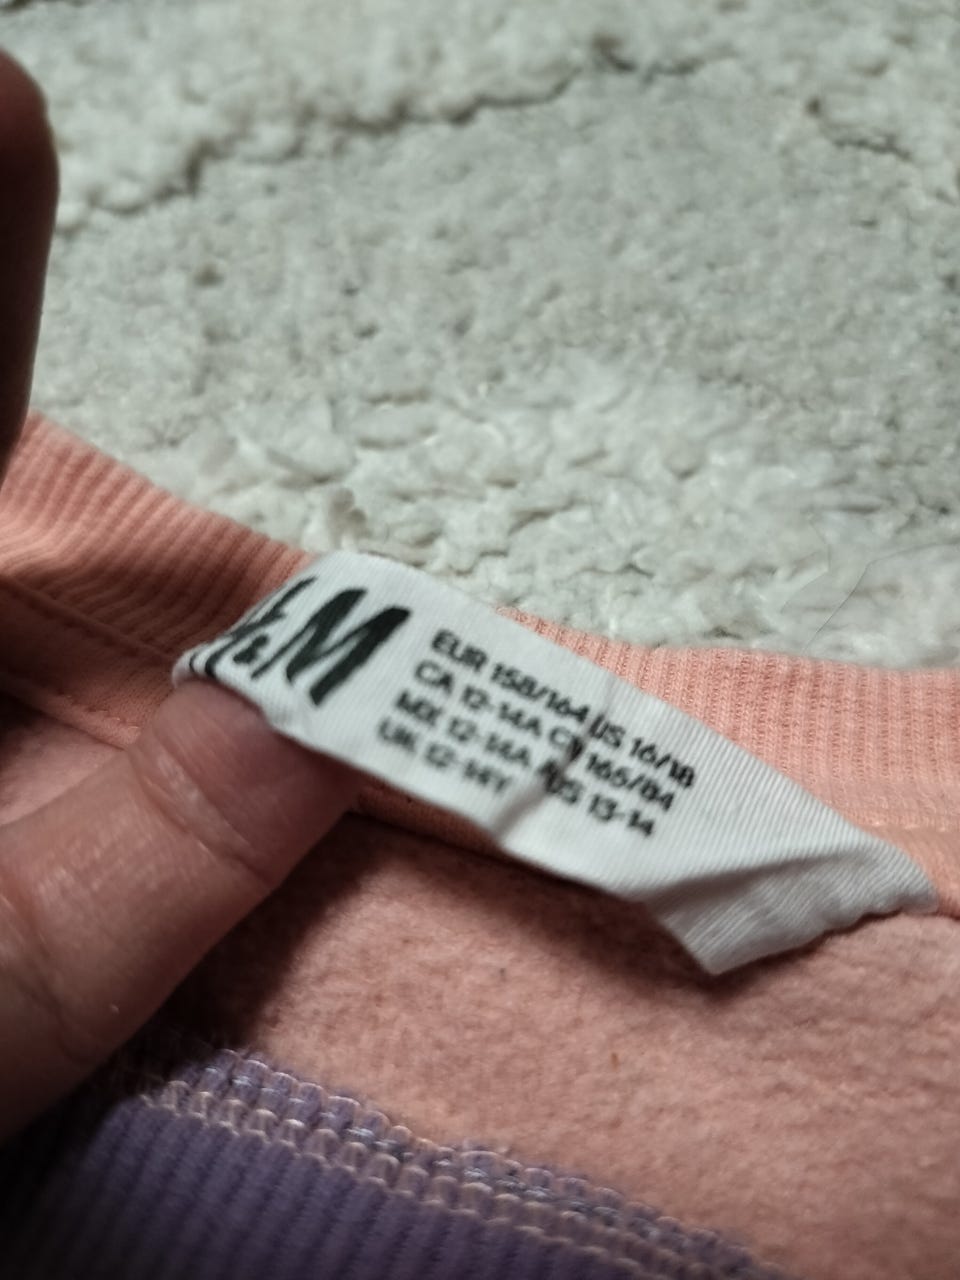 H&M
EUR 158/164 US 16/18
CA 12-14A CN 165/84
MX 12-14A AUS 13-14
UK 12-14Y